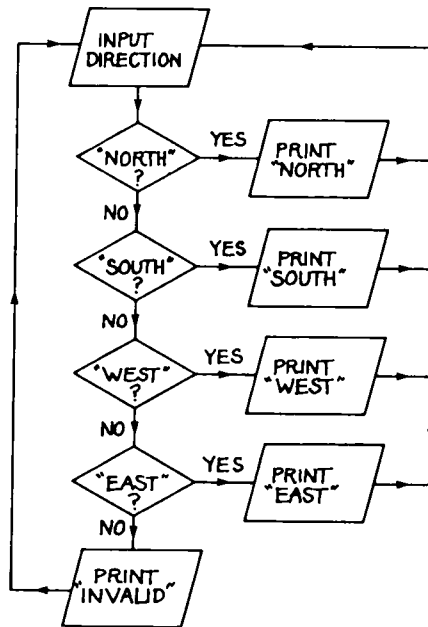 INPUT
DIRECTION
"NORTH"
?
YES
PRINT
"NORTH"
NO
"SOUTH"
?
YES
PRINT
"SOUTH"
NO
"WEST"
?
YES
PRINT
"WEST"
NO
"EAST"
?
YES
PRINT
"EAST"
NO
PRINT
"INVALID"